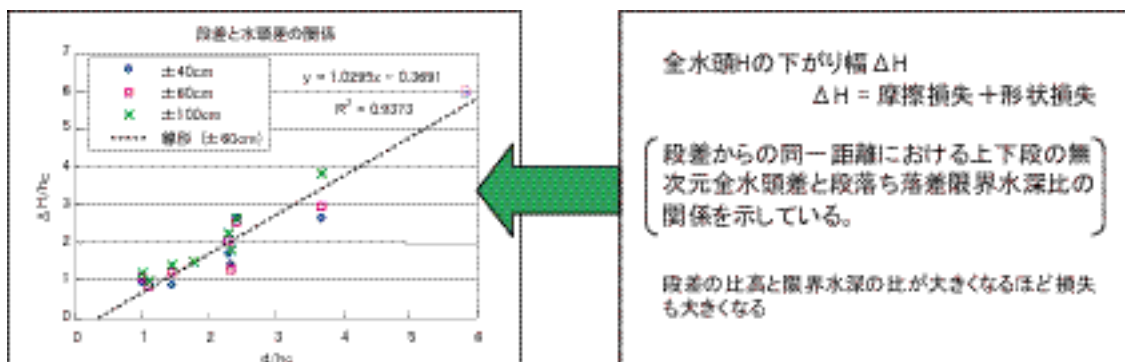 段差と水頭差の関係
7
6
5
4
3
2
1
0
ΔH/hc
±40cm
±60cm
±100cm
線形 (±60cm)
y = 1.0295x - 0.3691
R² = 0.9373
0 1 2 3 4 5 6
d/hc
全水頭Hの下がり幅ΔH
ΔH=摩擦損失+形状損失
段差からの同一距離における上下段の無
次元全水頭差と段落ち落差限界水深比の
関係を示している。
段差の比高と限界水深の比が大きくなるほど損失
も大きくなる